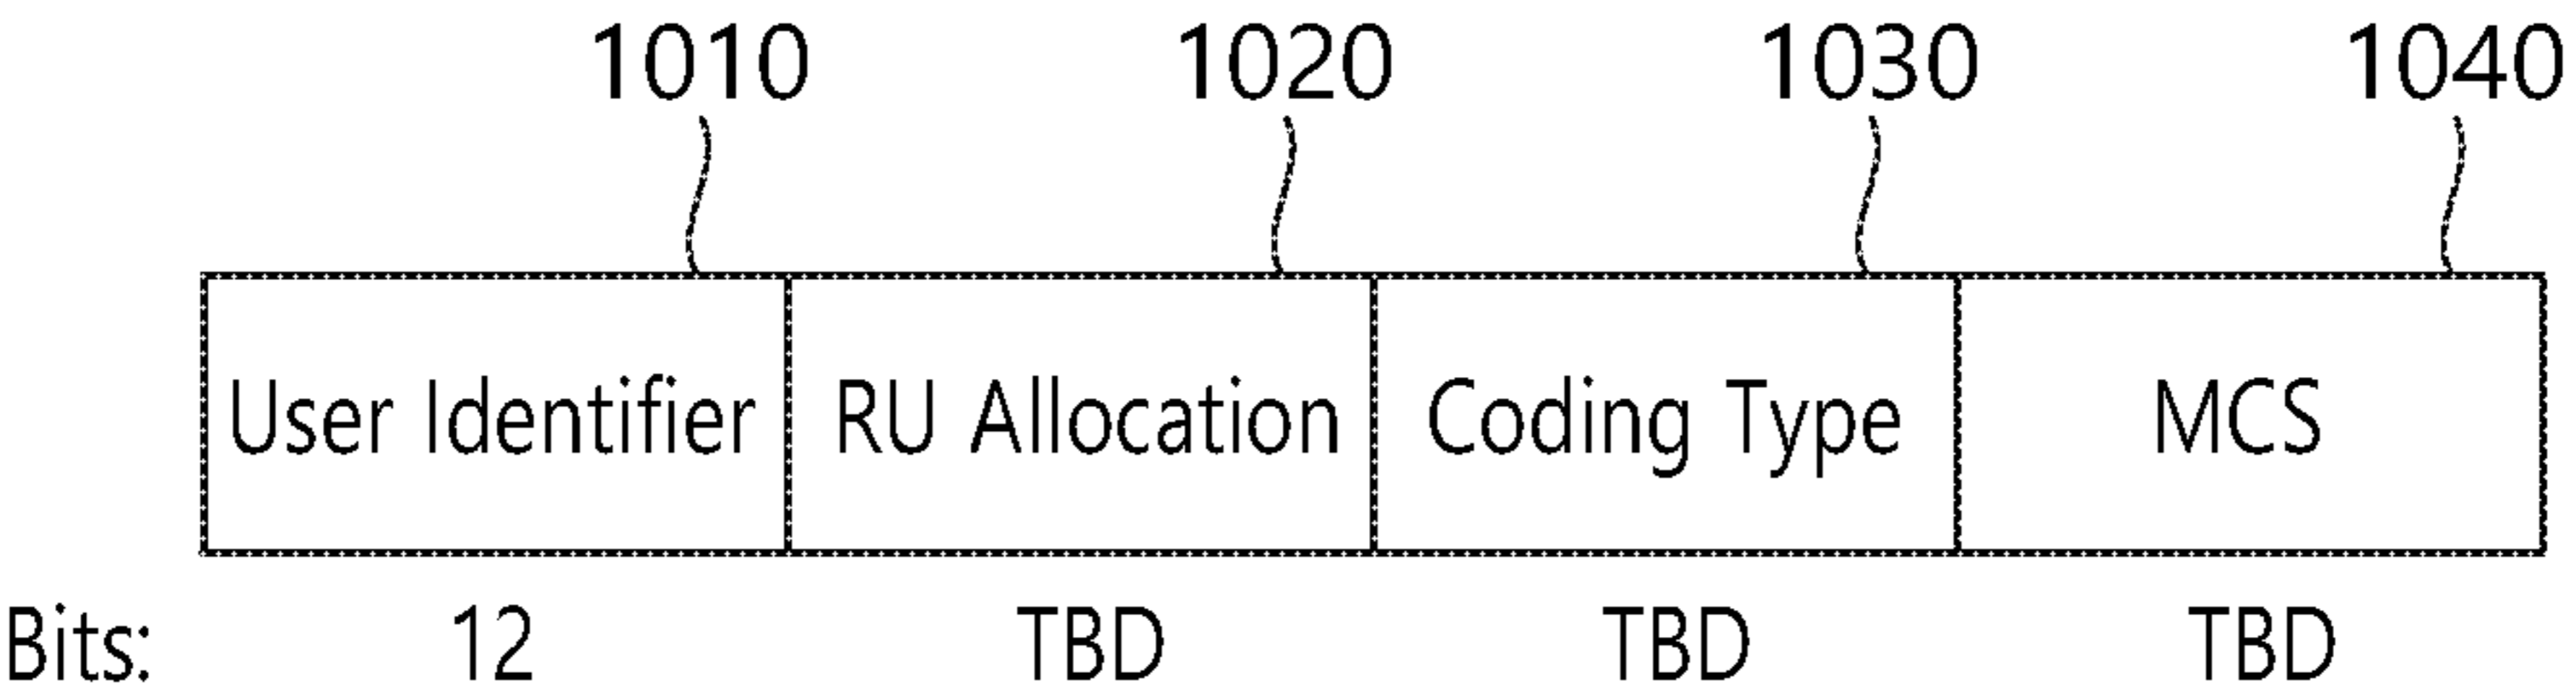 1010 1020 1030 1040
User Identifier RU Allocation Coding Type MCS
Bits: 12 TBD TBD TBD